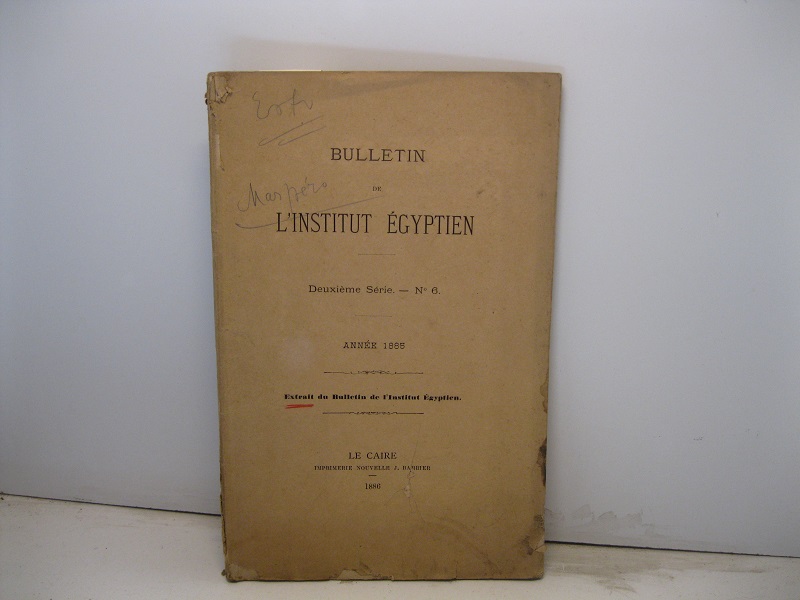 BULLETIN
DE
Maspéro
L'INSTITUT ÉGYPTIEN
Deuxième Série. — N° 6.
ANNÉE 1885
Extrait du Bulletin de l'Institut Égyptien.
LE CAIRE
IMPRIMERIE NOUVELLE J. BARBIER
1886